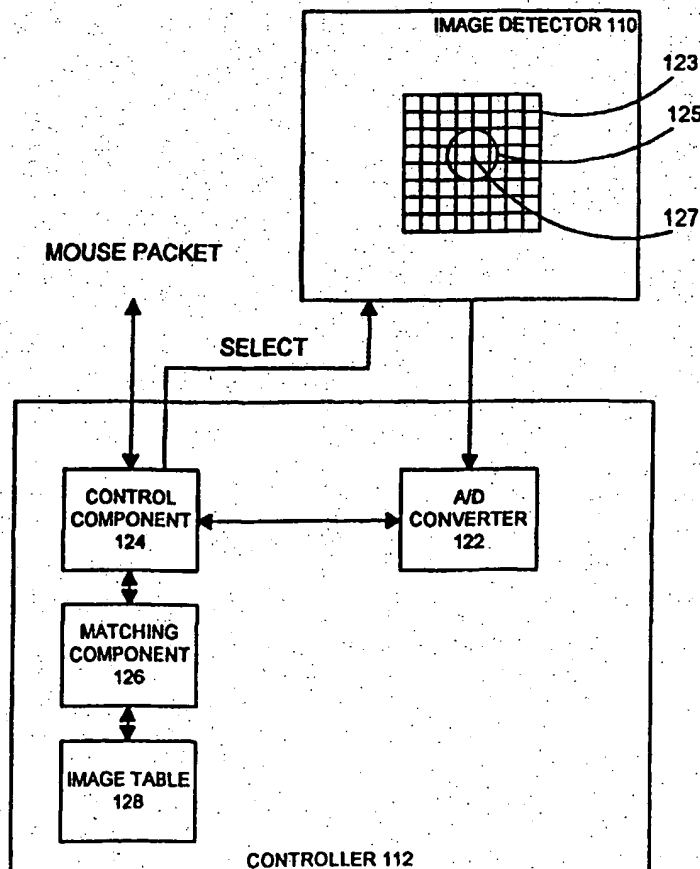 IMAGE DETECTOR 110
123
125
127
MOUSE PACKET
SELECT
CONTROL
COMPONENT
124
A/D
CONVERTER
122
MATCHING
COMPONENT
126
IMAGE TABLE
128
CONTROLLER 112